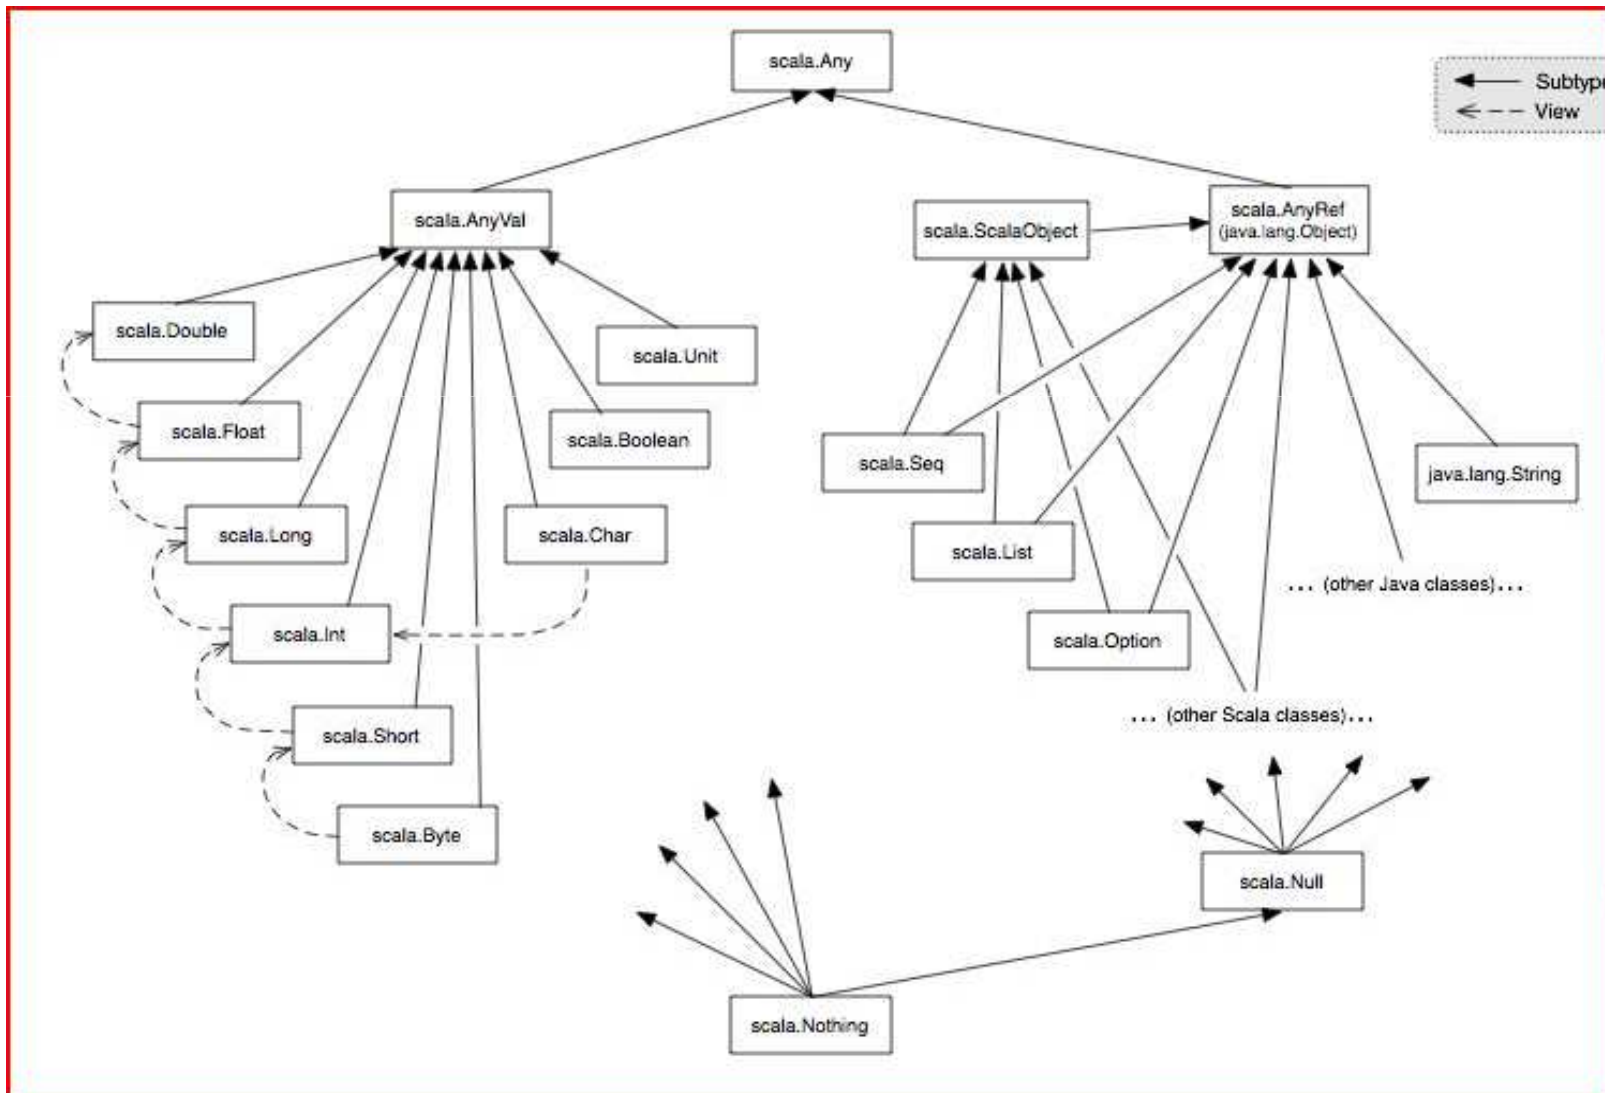 scala.Any
Subtype
View
scala.AnyVal
scala.ScalaObject
scala.AnyRef
(java.lang.Object)
scala.Double
scala.Unit
scala.Float
scala.Boolean
scala.Seq
java.lang.String
scala.Long
scala.Char
scala.List
... (other Java classes)...
scala.Int
scala.Option
... (other Scala classes)...
scala.Short
scala.Byte
scala.Null
scala.Nothing